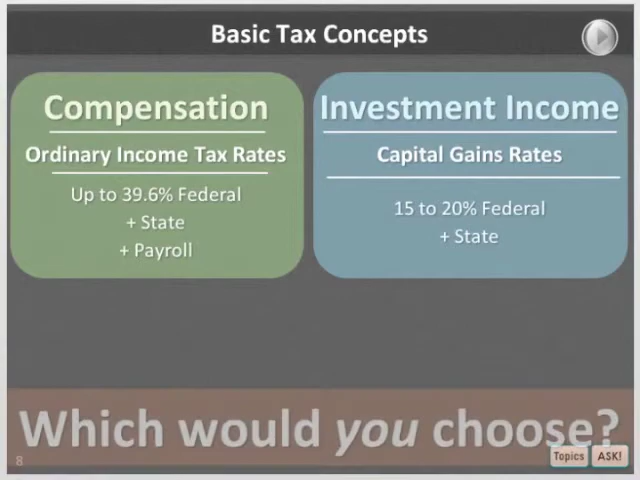 Basic Tax Concepts
Compensation
Ordinary Income Tax Rates
Up to 39.6% Federal
+ State
+ Payroll
Investment Income
Capital Gains Rates
15 to 20% Federal
+ State
Which would you choose?
8
Topics
ASK!